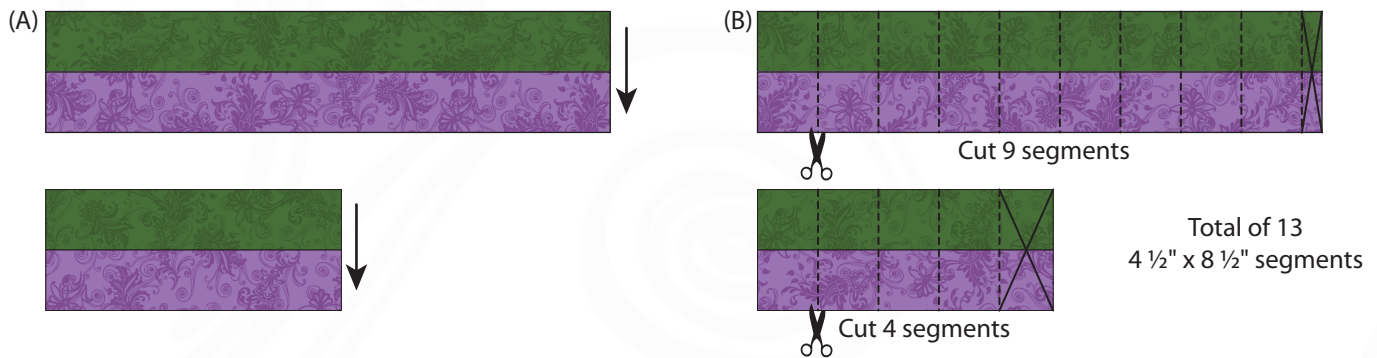 (A)
(B)
Cut 9 segments
Cut 4 segments
Total of 13
4 ½" x 8 ½" segments